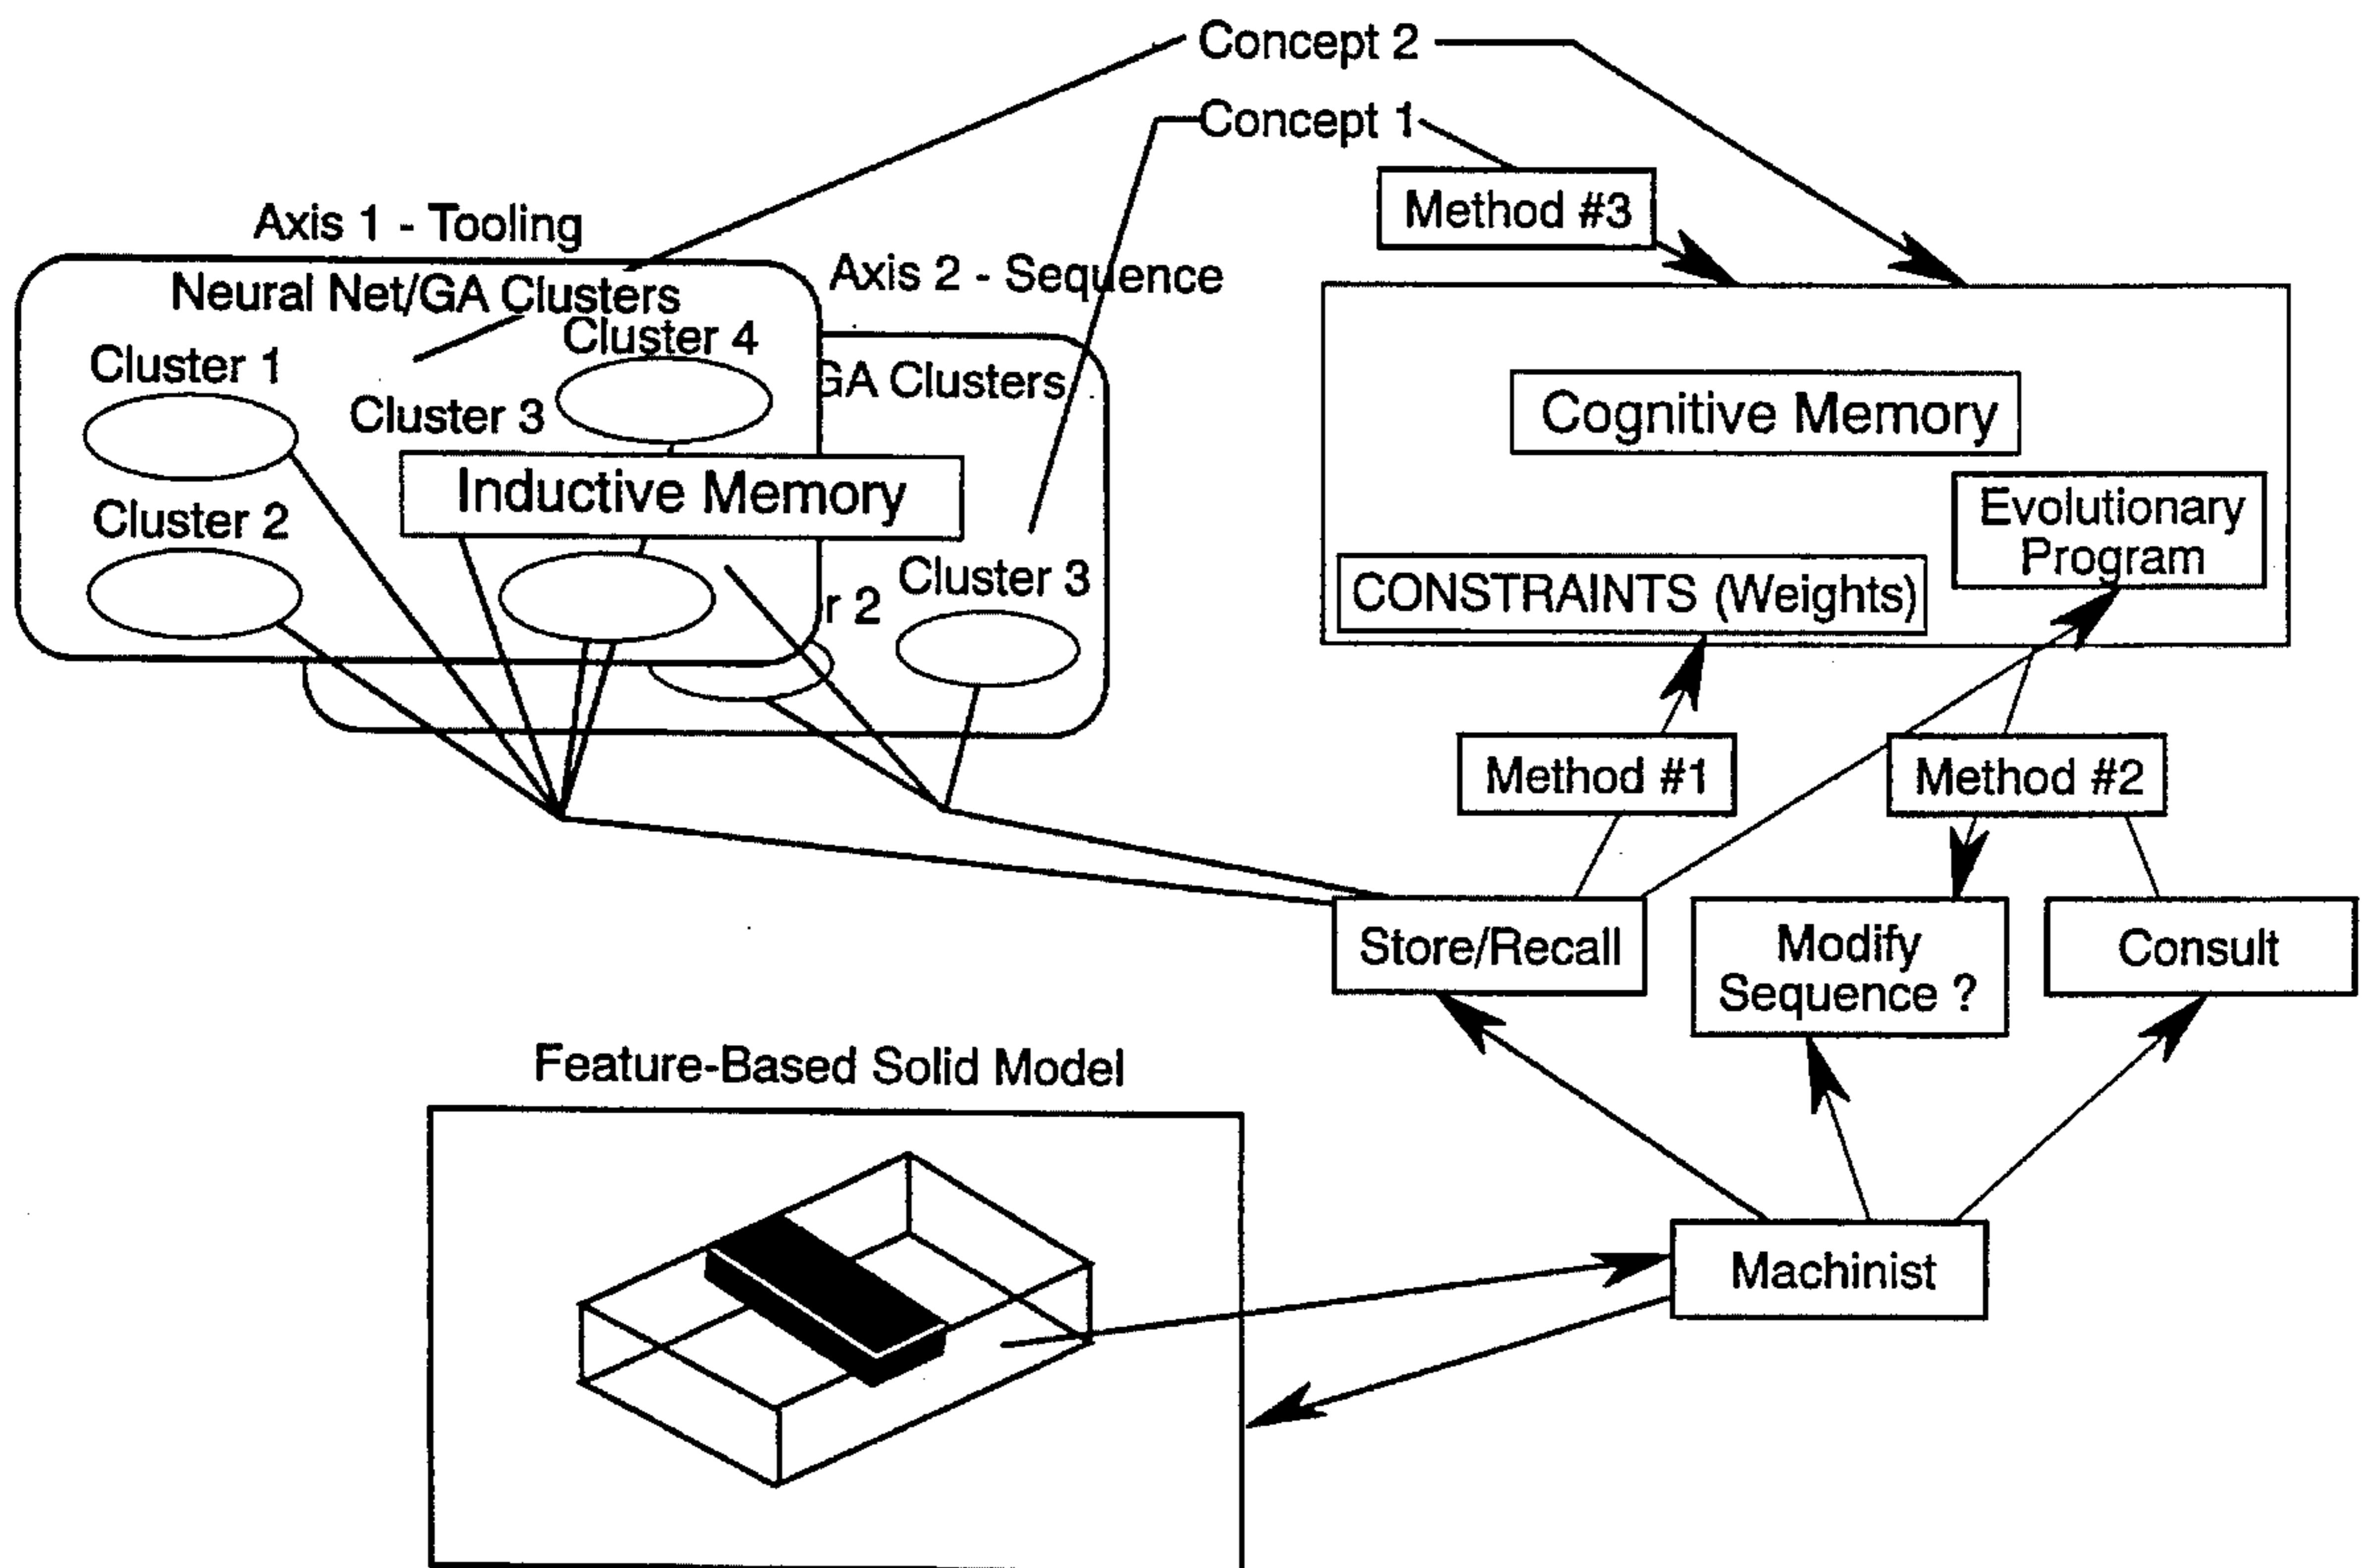 Concept 2
Concept 1
Method #3
Axis 1 - Tooling
Axis 2 - Sequence
Neural Net/GA Clusters
Cluster 4
Cluster 1
GA Clusters
Cluster 3
Cognitive Memory
Inductive Memory
Cluster 2
Evolutionary
Program
Cluster 3
r 2
CONSTRAINTS (Weights)
Method #1
Method #2
Store/Recall
Modify
Sequence ?
Consult
Feature-Based Solid Model
Machinist